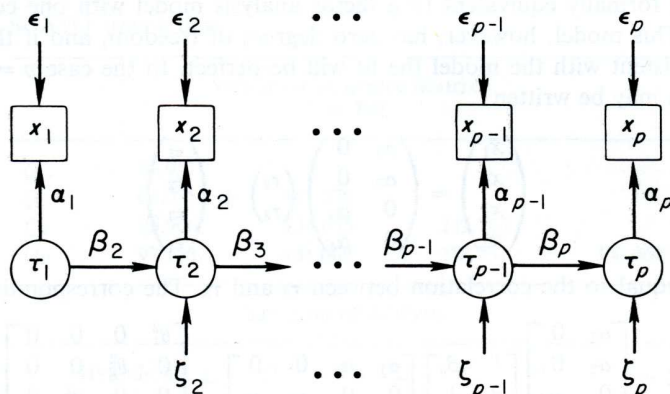 ε₁ ε₂ ••• εₚ₋₁ εₚ
x₁ x₂ ••• xₚ₋₁ xₚ
α₁ α₂ αₚ₋₁ αₚ
β₂ β₃ βₚ₋₁ βₚ
τ₁ τ₂ ••• τₚ₋₁ τₚ
ζ₂ ••• ζₚ₋₁ ζₚ